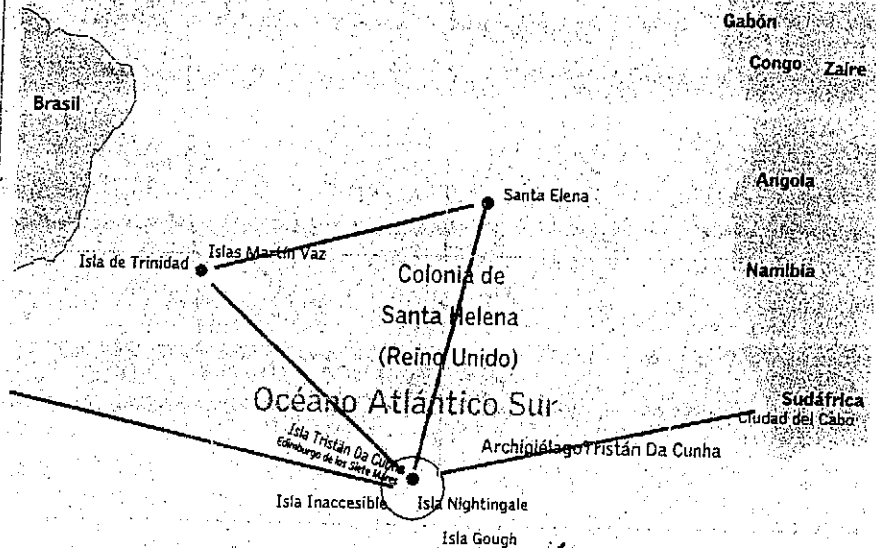 Gabón
Congo Zaire
Brasil
Angola
Santa Elena
Islas Martín Vaz
Isla de Trinidad
Namibia
Colonia de
Santa Helena
(Reino Unido)
Océano Atlántico Sur
Sudáfrica
Ciudad del Cabo
Isla Tristán Da Cunha
Edimburgo de los Siete Mares
Archipiélago Tristán Da Cunha
Isla Inaccesible
Isla Nightingale
Isla Gough